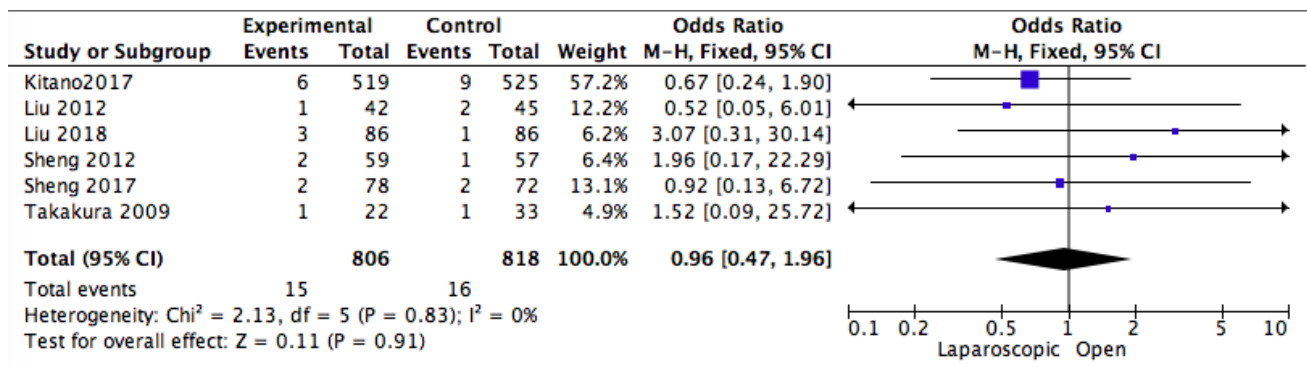 Experimental Control Odds Ratio Odds Ratio
Study or Subgroup Events Total Events Total Weight M-H, Fixed, 95% CI M-H, Fixed, 95% CI
Kitano2017 6 519 9 525 57.2% 0.67 [0.24, 1.90]
Liu 2012 1 42 2 45 12.2% 0.52 [0.05, 6.01]
Liu 2018 3 86 1 86 6.2% 3.07 [0.31, 30.14]
Sheng 2012 2 59 1 57 6.4% 1.96 [0.17, 22.29]
Sheng 2017 2 78 2 72 13.1% 0.92 [0.13, 6.72]
Takakura 2009 1 22 1 33 4.9% 1.52 [0.09, 25.72]
Total (95% CI) 806 818 100.0% 0.96 [0.47, 1.96]
Total events 15 16
Heterogeneity: Chi² = 2.13, df = 5 (P = 0.83); I² = 0%
Test for overall effect: Z = 0.11 (P = 0.91)
0.1 0.2 0.5 1 2 5 10
Laparoscopic Open